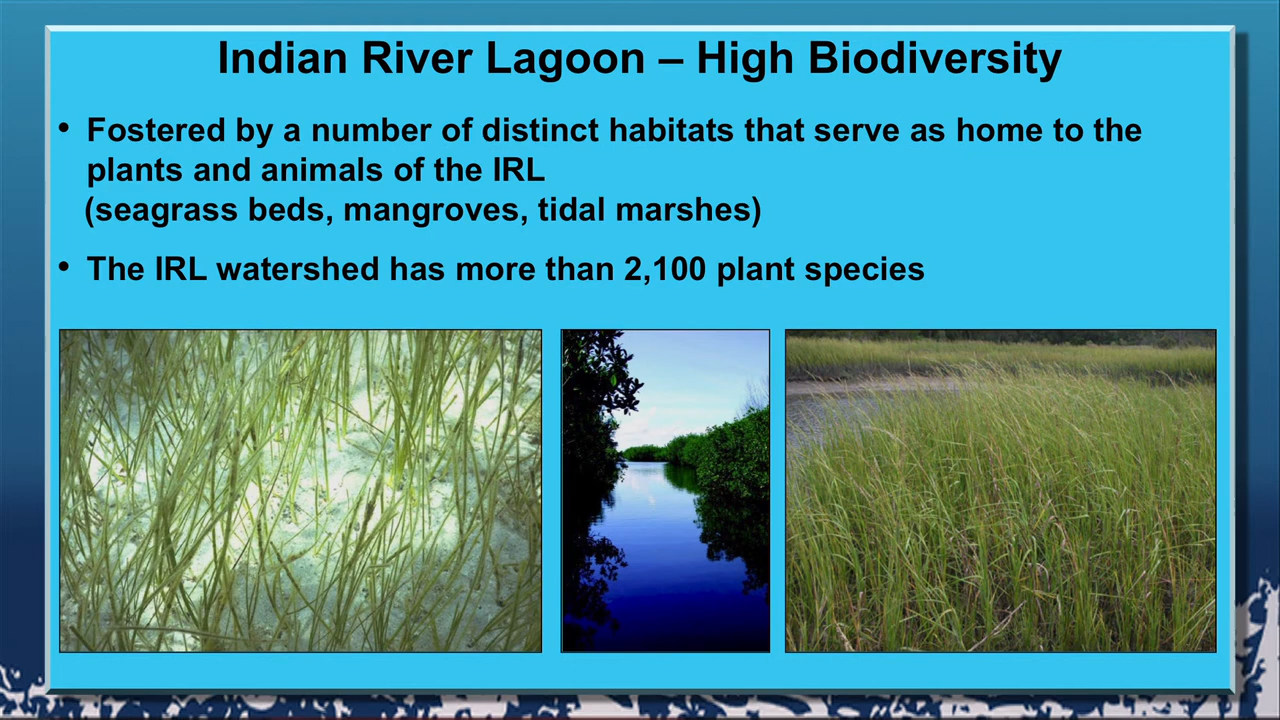 Indian River Lagoon – High Biodiversity
• Fostered by a number of distinct habitats that serve as home to the
plants and animals of the IRL
(seagrass beds, mangroves, tidal marshes)
• The IRL watershed has more than 2,100 plant species